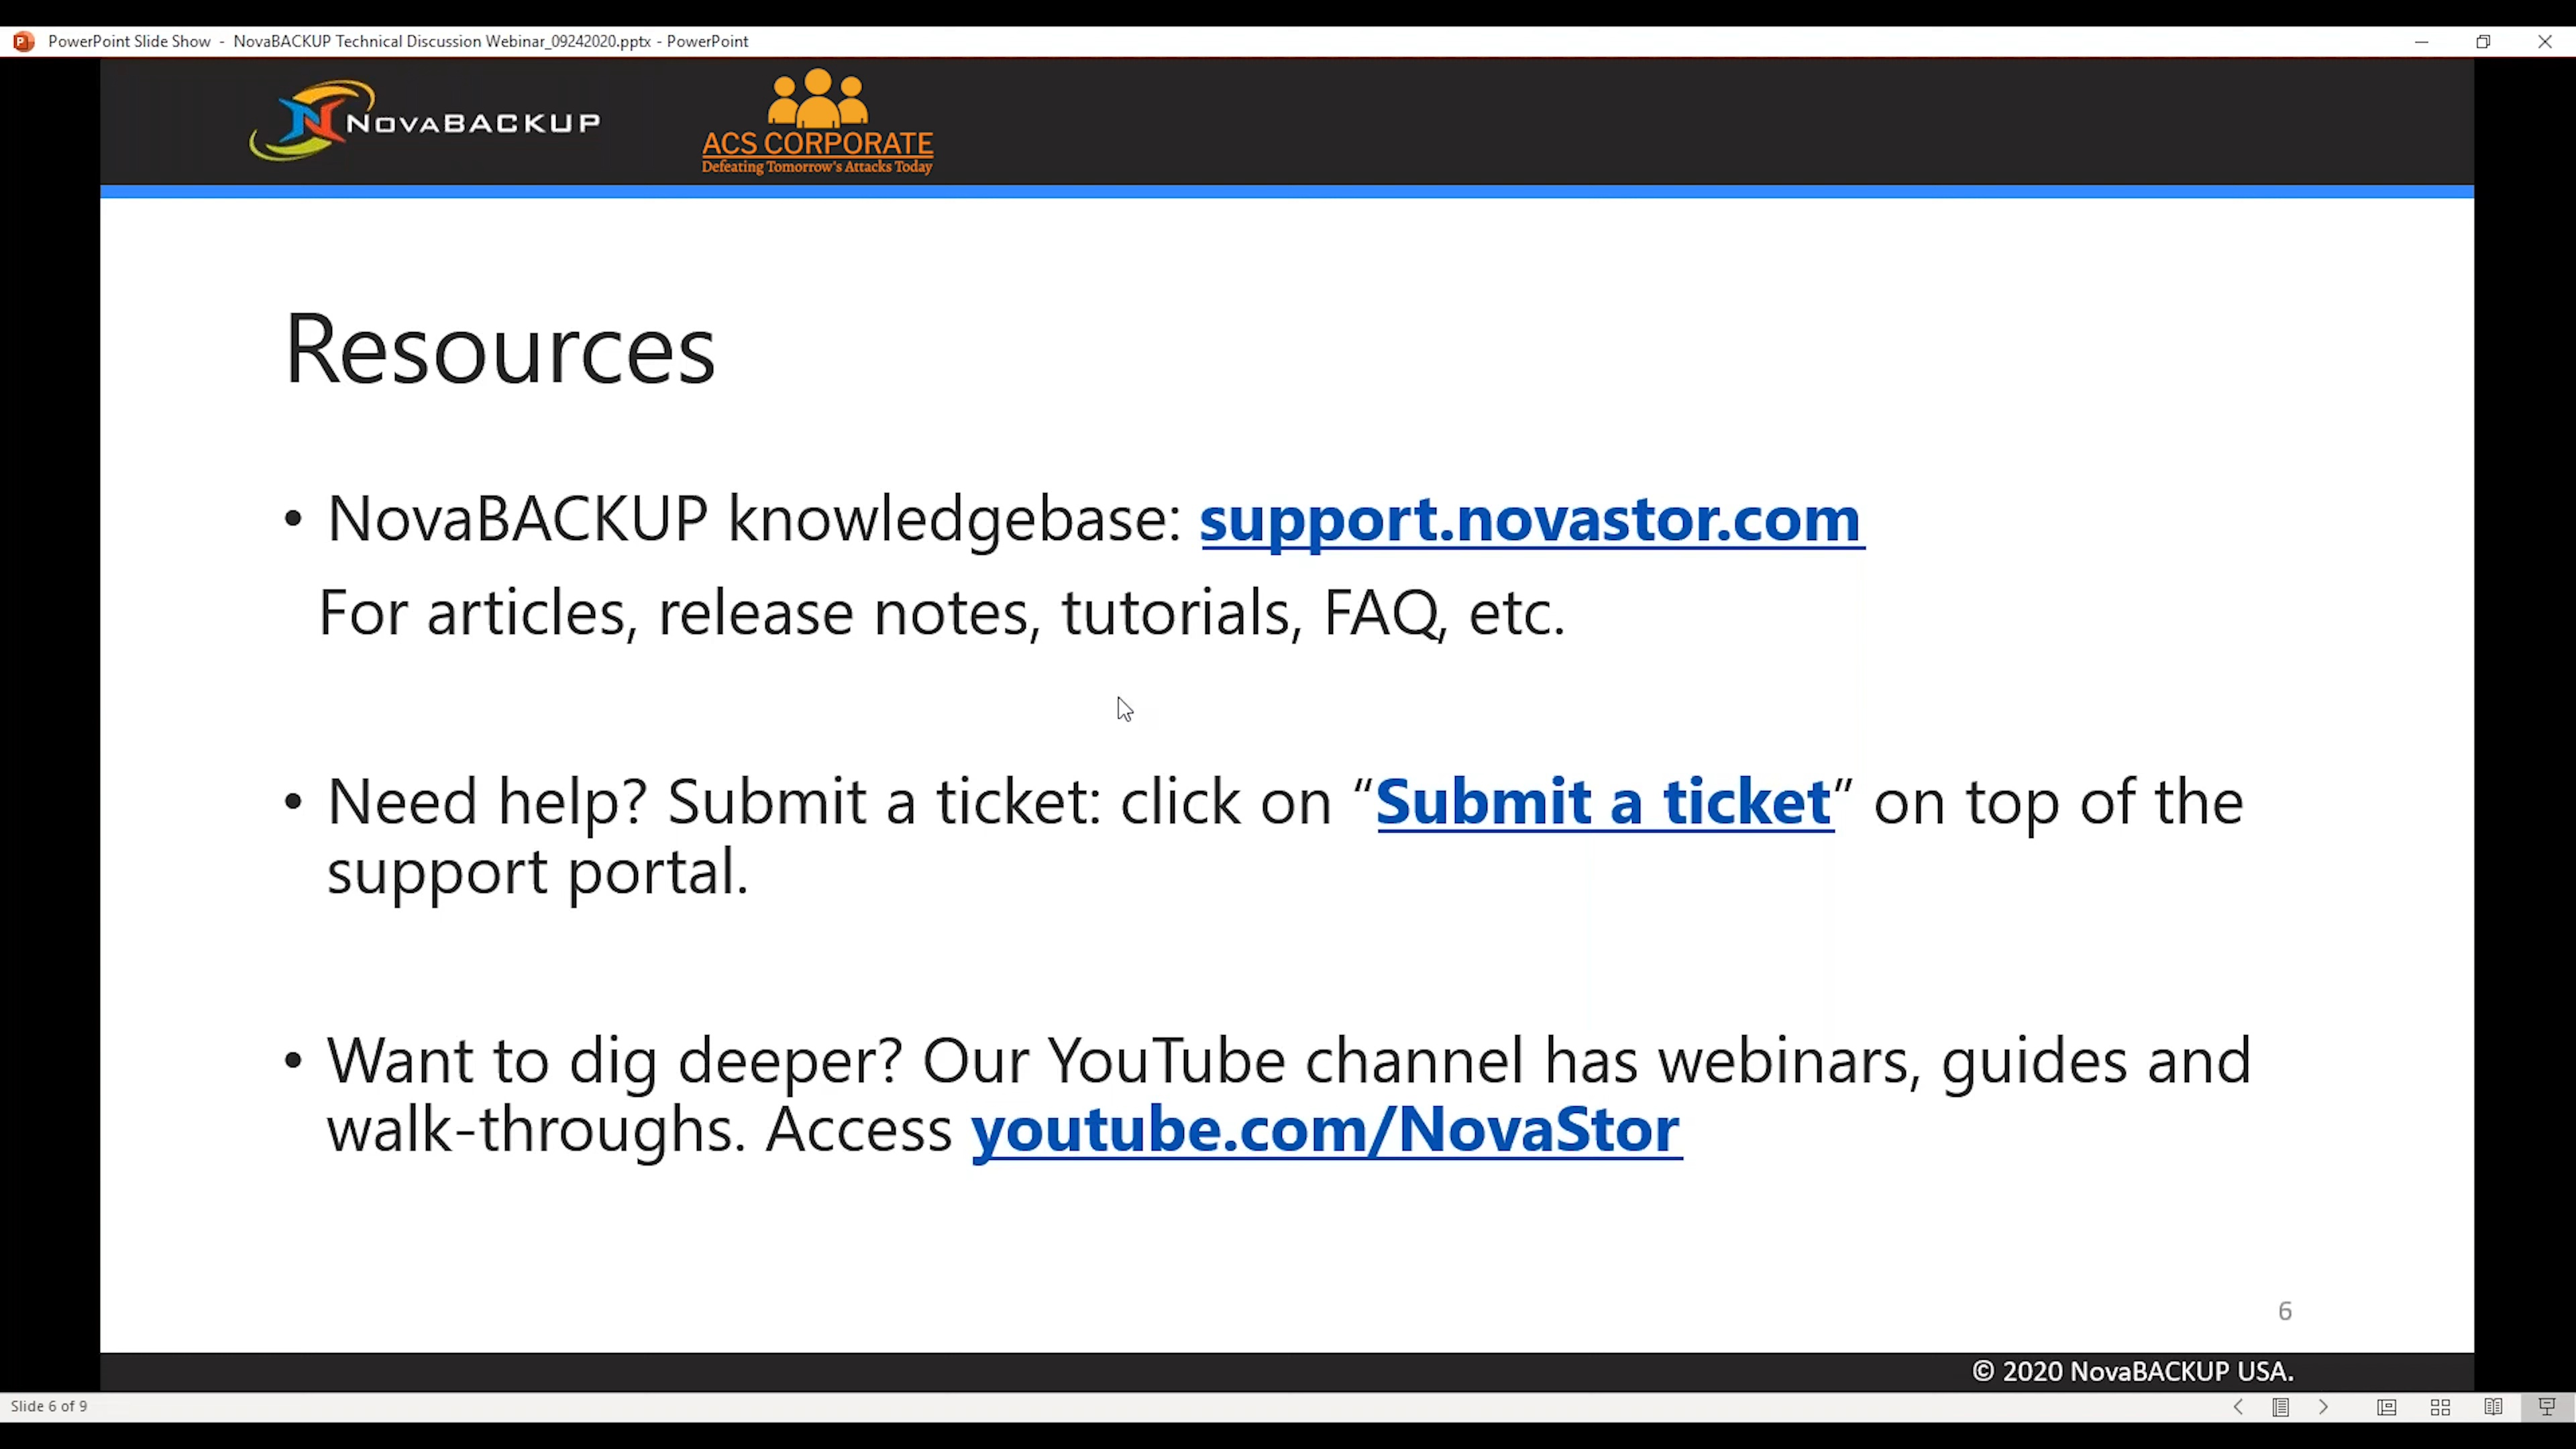 PowerPoint Slide Show - NovaBACKUP Technical Discussion Webinar_09242020.pptx - PowerPoint
NovaBACKUP
ACS CORPORATE
Defeating Tomorrow's Attacks Today
Resources
• NovaBACKUP knowledgebase: support.novastor.com
For articles, release notes, tutorials, FAQ, etc.
• Need help? Submit a ticket: click on “Submit a ticket” on top of the
support portal.
• Want to dig deeper? Our YouTube channel has webinars, guides and
walk-throughs. Access youtube.com/NovaStor
6
© 2020 NovaBACKUP USA.
Slide 6 of 9